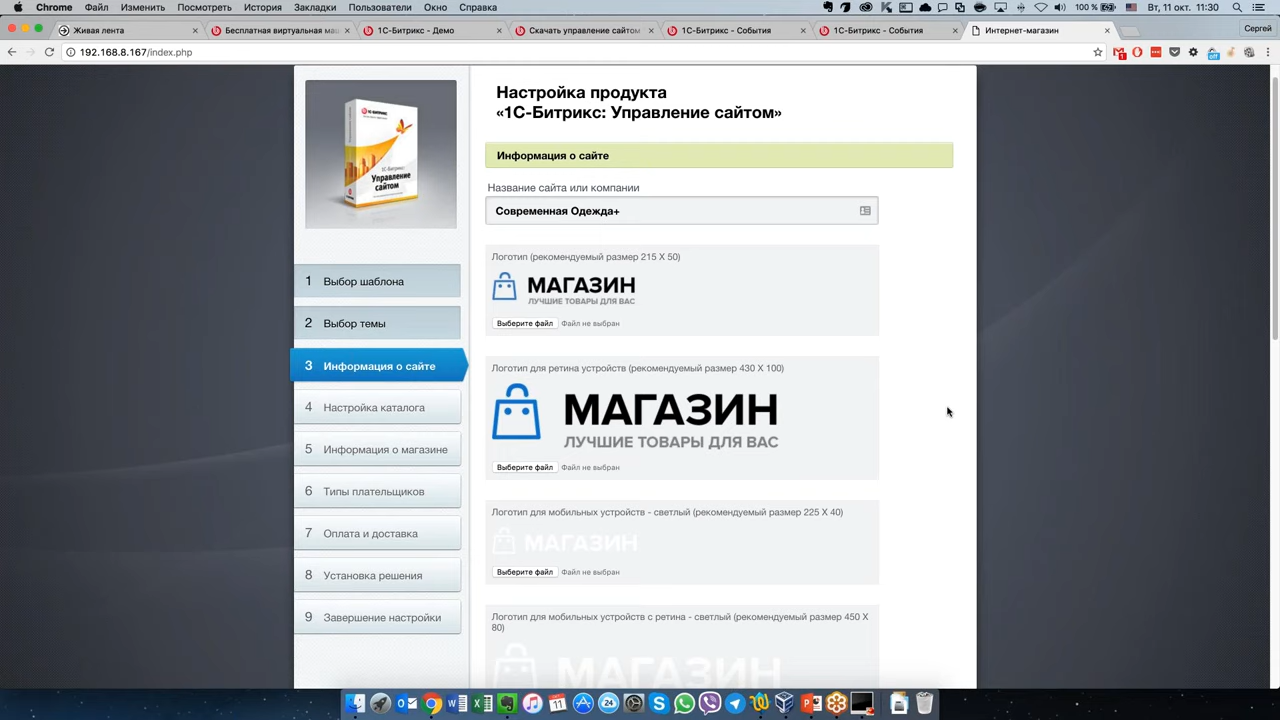 Chrome Файл Изменить Посмотреть История Закладки Пользователи Окно Справка
100 % Вт, 11 окт. 11:30
Живая лента
Бесплатная виртуальная маш
1С-Битрикс - Демо
Скачать управление сайтом
1С-Битрикс - События
1С-Битрикс - События
Интернет-магазин
Сергей
192.168.8.167/index.php
1С-БИТРИКС
1С-Битрикс:
Управление
сайтом
1 Выбор шаблона
2 Выбор темы
3 Информация о сайте
4 Настройка каталога
5 Информация о магазине
6 Типы плательщиков
7 Оплата и доставка
8 Установка решения
9 Завершение настройки
Настройка продукта
«1С-Битрикс: Управление сайтом»
Информация о сайте
Название сайта или компании
Современная Одежда+
Логотип (рекомендуемый размер 215 X 50)
МАГАЗИН
ЛУЧШИЕ ТОВАРЫ ДЛЯ ВАС
Выберите файл Файл не выбран
Логотип для ретина устройств (рекомендуемый размер 430 X 100)
МАГАЗИН
ЛУЧШИЕ ТОВАРЫ ДЛЯ ВАС
Выберите файл Файл не выбран
Логотип для мобильных устройств - светлый (рекомендуемый размер 225 X 40)
МАГАЗИН
Выберите файл Файл не выбран
Логотип для мобильных устройств с ретина - светлый (рекомендуемый размер 450 X
80)
МАГАЗИН